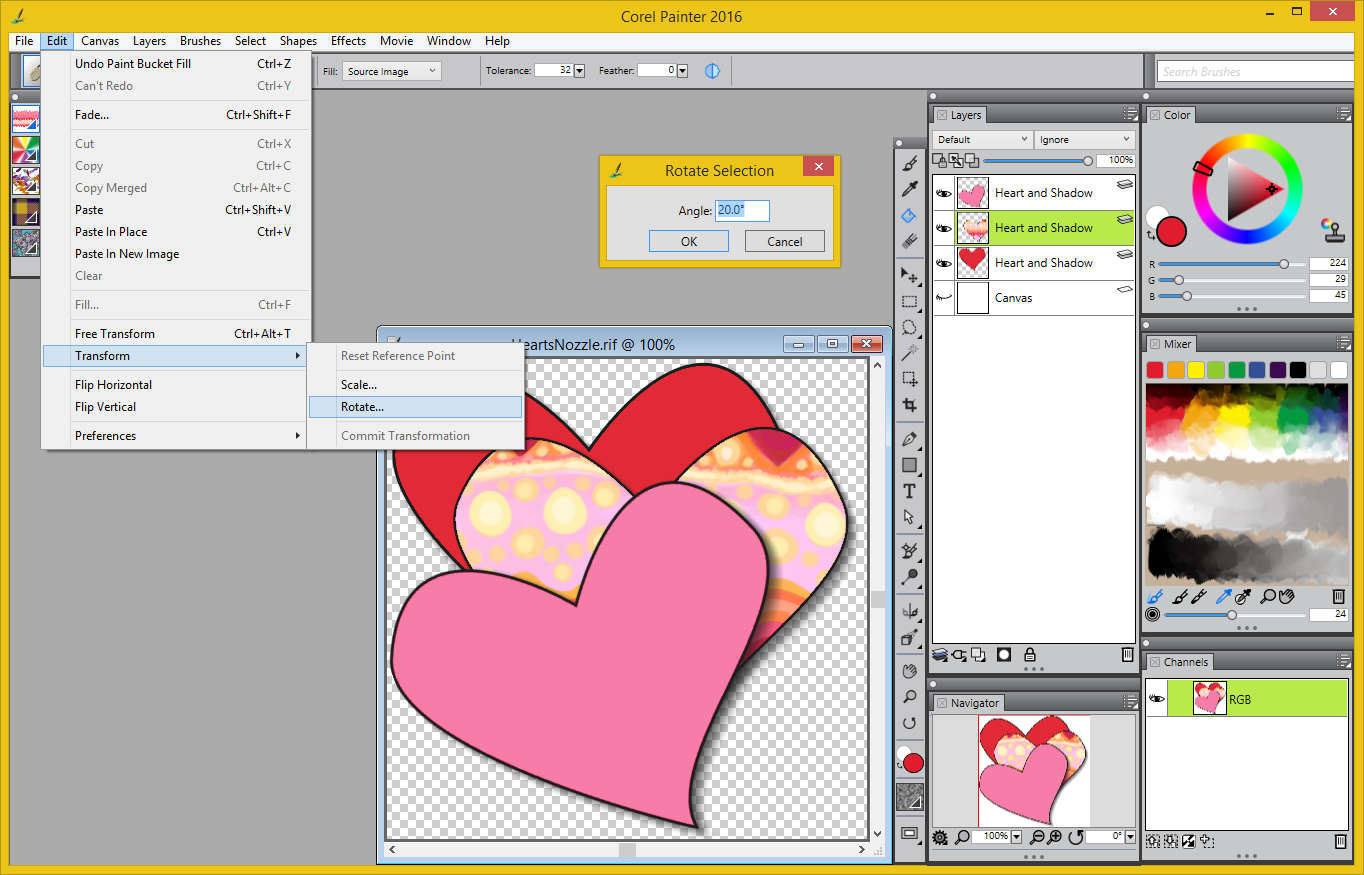 Corel Painter 2016
File Edit Canvas Layers Brushes Select Shapes Effects Movie Window Help
Undo Paint Bucket Fill Ctrl+Z
Can't Redo Ctrl+Y
Fade... Ctrl+Shift+F
Cut Ctrl+X
Copy Ctrl+C
Copy Merged Ctrl+Alt+C
Paste Ctrl+Shift+V
Paste In Place Ctrl+V
Paste In New Image
Clear
Fill... Ctrl+F
Free Transform Ctrl+Alt+T
Transform
Flip Horizontal
Flip Vertical
Preferences
Reset Reference Point
Scale...
Rotate...
Commit Transformation
Fill: Source Image Tolerance: 32 Feather: 0
Search Brushes
Rotate Selection
Angle: 20.0°
OK Cancel
HeartsNozzle.rif @ 100%
Layers
Default Ignore
100%
Heart and Shadow
Heart and Shadow
Heart and Shadow
Canvas
Navigator
100% 0°
Color
R 224
G 29
B 45
Mixer
24
Channels
RGB